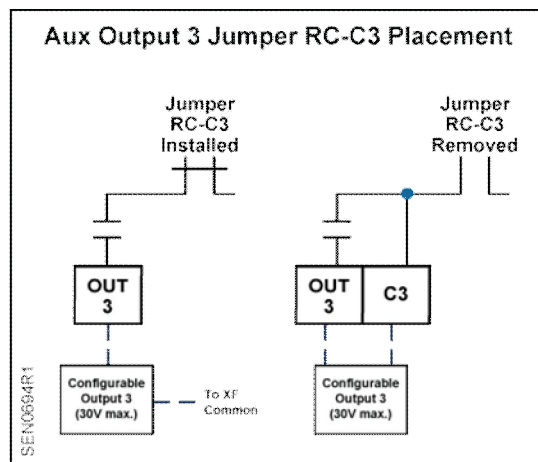 Aux Output 3 Jumper RC-C3 Placement
Jumper
RC-C3
Installed
Jumper
RC-C3
Removed
OUT
3
OUT
3
C3
Configurable
Output 3
(30V max.)
To XF
Common
Configurable
Output 3
(30V max.)
SEN0694R1